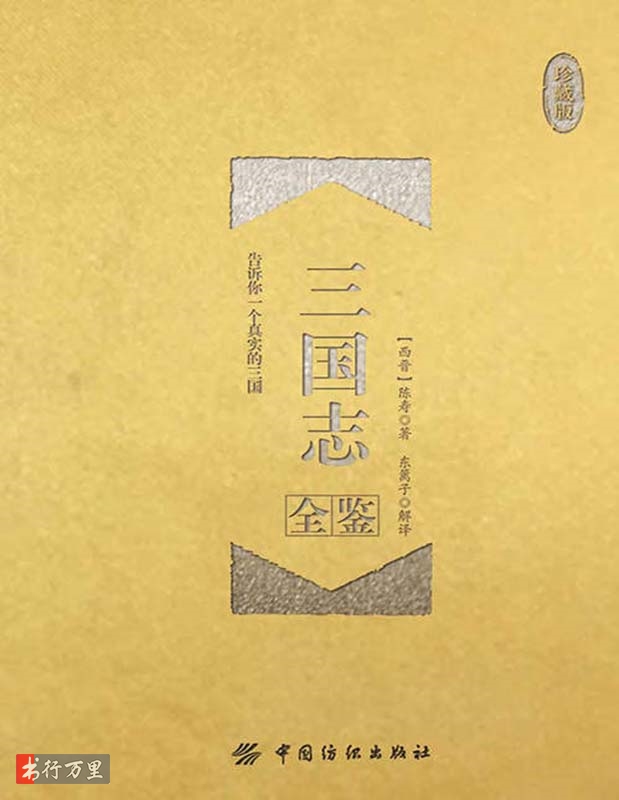 珍藏版
告诉你一个真实的三国
三国志
全鉴
【西晋】陈寿◎著 东篱子◎解译
中国纺织出版社
书行万里